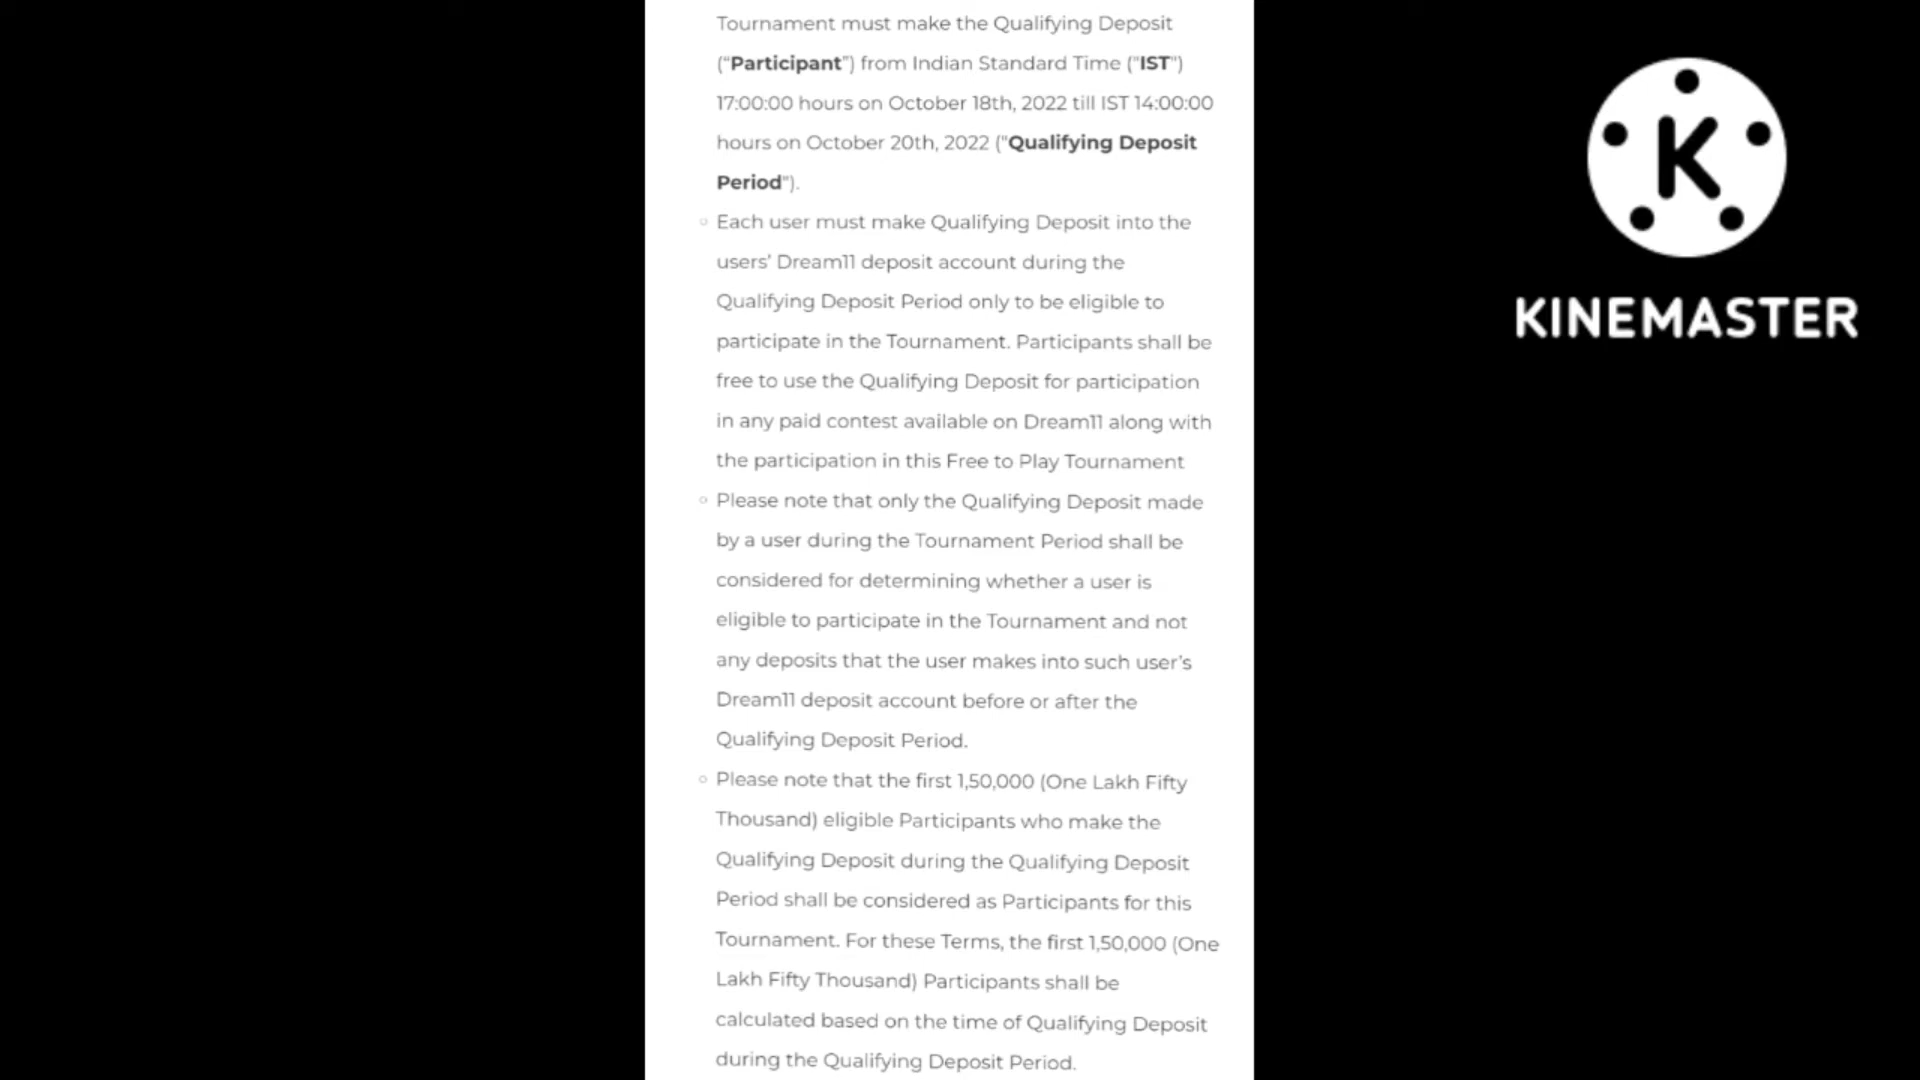 Tournament must make the Qualifying Deposit
(“Participant”) from Indian Standard Time ("IST")
17:00:00 hours on October 18th, 2022 till IST 14:00:00
hours on October 20th, 2022 ("Qualifying Deposit
Period").
Each user must make Qualifying Deposit into the
users’ Dream11 deposit account during the
Qualifying Deposit Period only to be eligible to
participate in the Tournament. Participants shall be
free to use the Qualifying Deposit for participation
in any paid contest available on Dream11 along with
the participation in this Free to Play Tournament
Please note that only the Qualifying Deposit made
by a user during the Tournament Period shall be
considered for determining whether a user is
eligible to participate in the Tournament and not
any deposits that the user makes into such user’s
Dream11 deposit account before or after the
Qualifying Deposit Period.
Please note that the first 1,50,000 (One Lakh Fifty
Thousand) eligible Participants who make the
Qualifying Deposit during the Qualifying Deposit
Period shall be considered as Participants for this
Tournament. For these Terms, the first 1,50,000 (One
Lakh Fifty Thousand) Participants shall be
calculated based on the time of Qualifying Deposit
during the Qualifying Deposit Period.
K
KINEMASTER